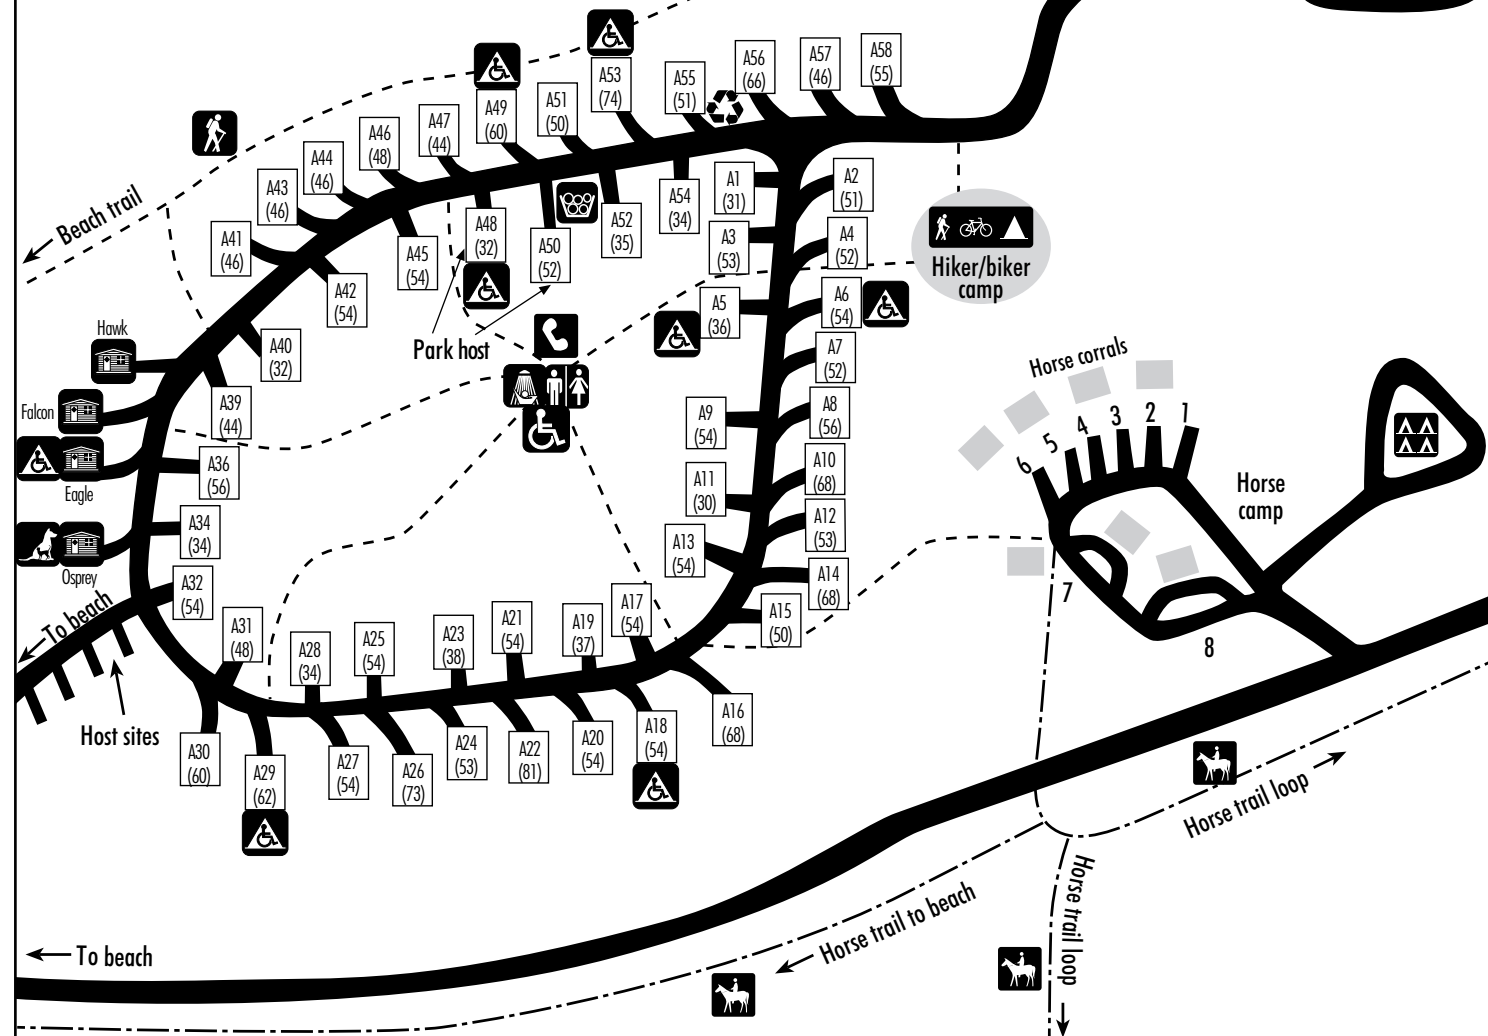 A58
(55)
A57
(46)
A56
(66)
A55
(51)
A53
(74)
A51
(50)
A49
(60)
A47
(44)
A46
(48)
A44
(46)
A43
(46)
A41
(46)
Beach trail
A1
(31)
A2
(51)
A54
(34)
A52
(35)
A50
(52)
A48
(32)
A45
(54)
A42
(54)
A3
(53)
A4
(52)
Hiker/biker
camp
A5
(36)
A6
(54)
Park host
Hawk
A40
(32)
A7
(52)
Horse corrals
Falcon
A39
(44)
A9
(54)
A8
(56)
1
2
3
4
5
6
A36
(56)
A10
(68)
Eagle
A11
(30)
Horse
camp
A34
(34)
A12
(53)
A13
(54)
Osprey
A32
(54)
A14
(68)
7
To beach
A31
(48)
A28
(34)
A25
(54)
A23
(38)
A21
(54)
A19
(37)
A17
(54)
A15
(50)
8
Host sites
A30
(60)
A29
(62)
A27
(54)
A26
(73)
A24
(53)
A22
(81)
A20
(54)
A18
(54)
A16
(68)
Horse trail loop
Horse trail to beach
Horse trail loop
To beach